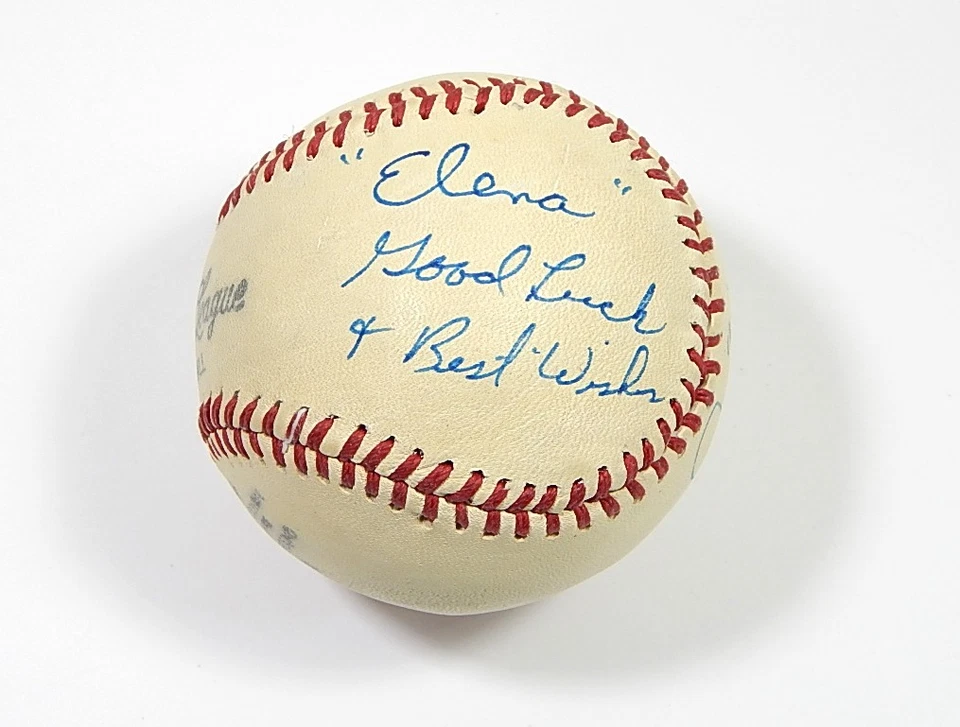 "Elena"
Good Luck
& Best Wishes
League